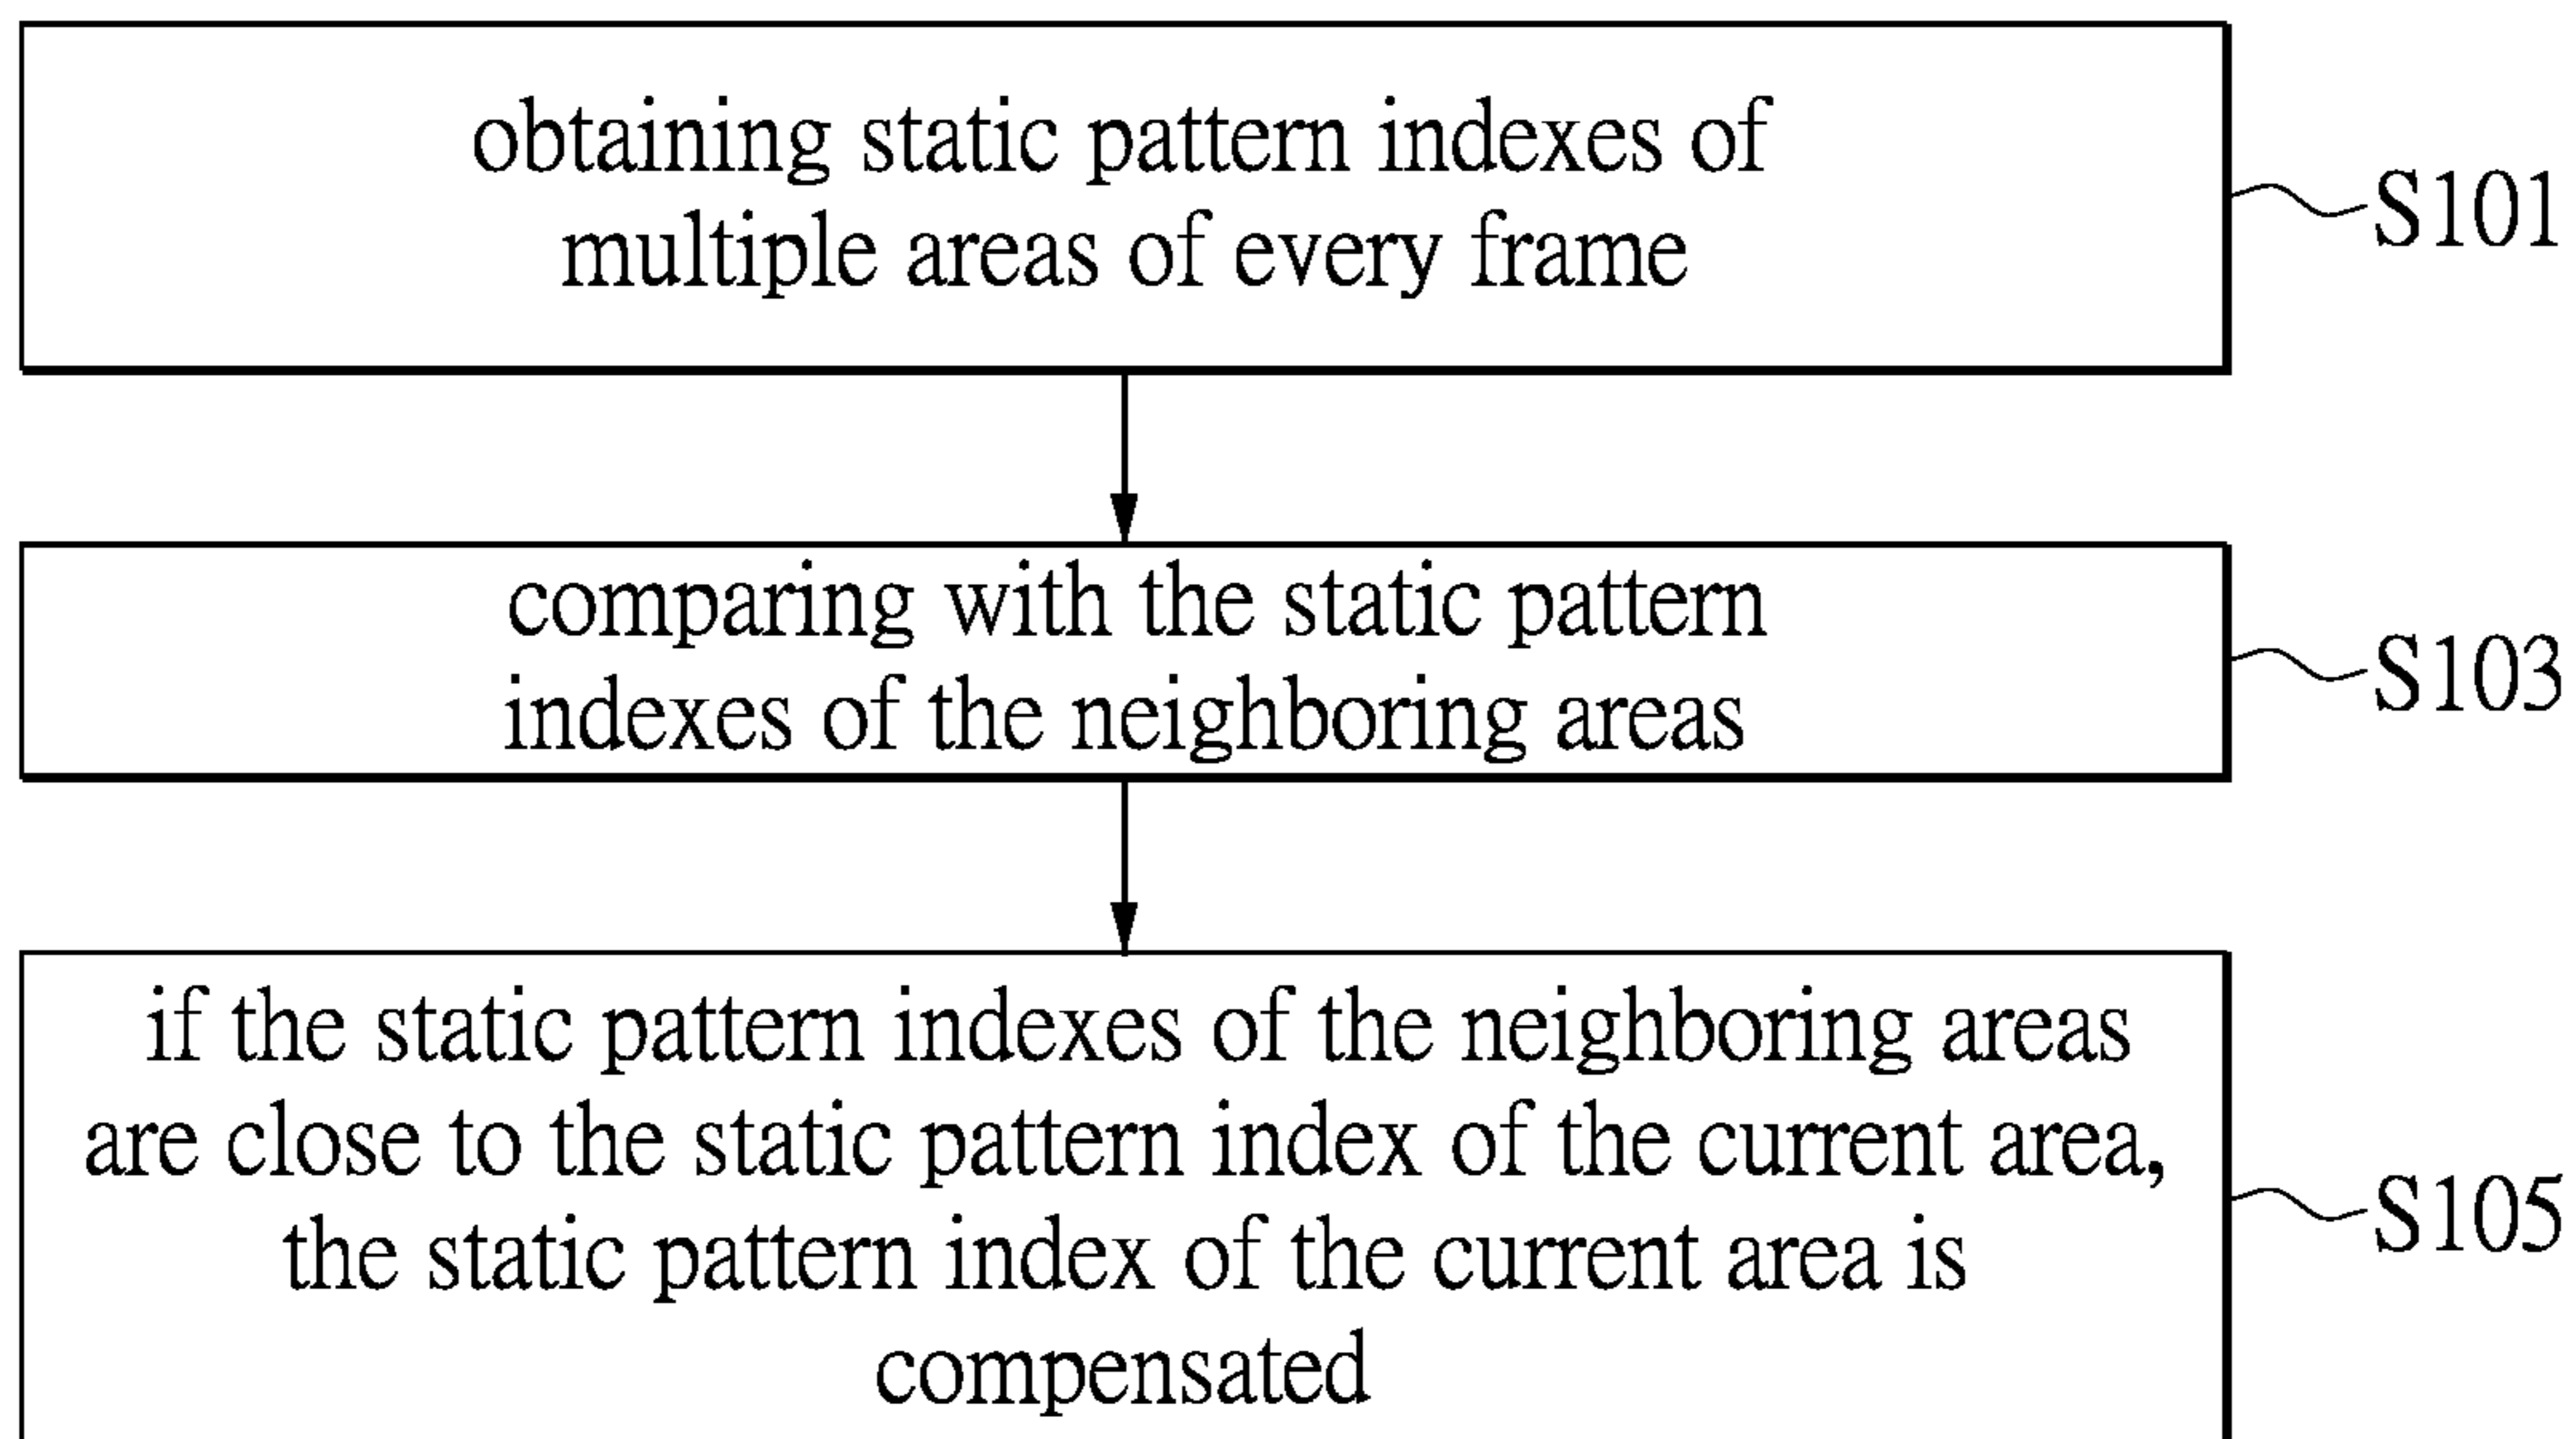 obtaining static pattern indexes of
multiple areas of every frame
S101
comparing with the static pattern
indexes of the neighboring areas
S103
if the static pattern indexes of the neighboring areas
are close to the static pattern index of the current area,
the static pattern index of the current area is
compensated
S105